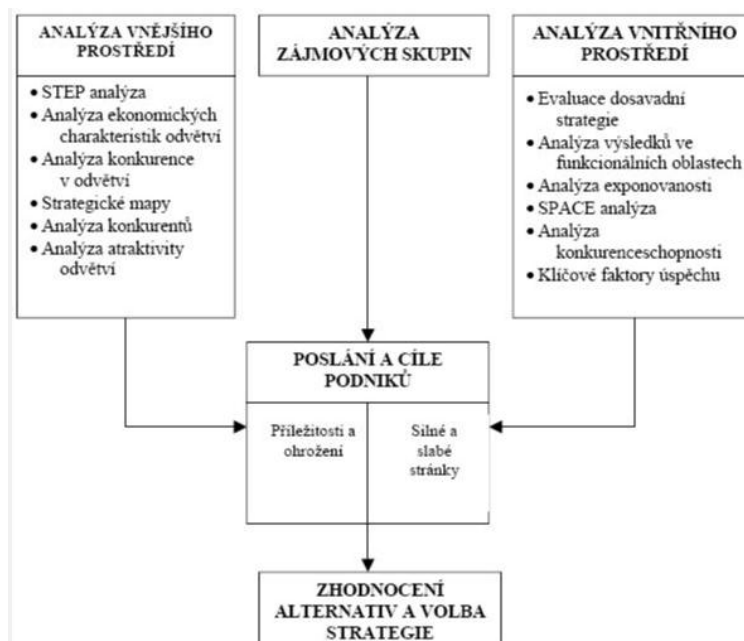 ANALÝZA VNĚJŠÍHO
PROSTŘEDÍ
• STEP analýza
• Analýza ekonomických
charakteristik odvětví
• Analýza konkurence
v odvětví
• Strategické mapy
• Analýza konkurentů
• Analýza atraktivity
odvětví
ANALÝZA
ZÁJMOVÝCH SKUPIN
ANALÝZA VNITŘNÍHO
PROSTŘEDÍ
• Evaluace dosavadní
strategie
• Analýza výsledků ve
funkcionálních oblastech
• Analýza exponovanosti
• SPACE analýza
• Analýza
konkurenceschopnosti
• Klíčové faktory úspěchu
POSLÁNÍ A CÍLE
PODNIKŮ
Příležitosti a
ohrožení
Silné a
slabé
stránky
ZHODNOCENÍ
ALTERNATIV A VOLBA
STRATEGIE